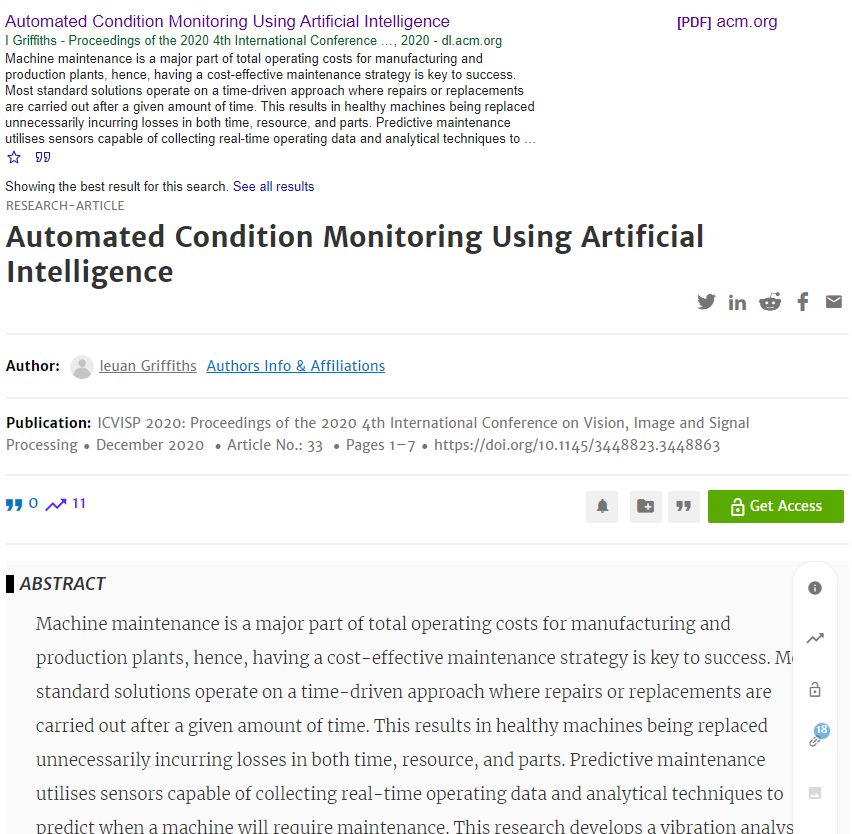 Automated Condition Monitoring Using Artificial Intelligence
[PDF] acm.org
I Griffiths - Proceedings of the 2020 4th International Conference …, 2020 - dl.acm.org
Machine maintenance is a major part of total operating costs for manufacturing and
production plants, hence, having a cost-effective maintenance strategy is key to success.
Most standard solutions operate on a time-driven approach where repairs or replacements
are carried out after a given amount of time. This results in healthy machines being replaced
unnecessarily incurring losses in both time, resource, and parts. Predictive maintenance
utilises sensors capable of collecting real-time operating data and analytical techniques to …
Showing the best result for this search. See all results
RESEARCH-ARTICLE
Automated Condition Monitoring Using Artificial
Intelligence
Author: Ieuan Griffiths Authors Info & Affiliations
Publication: ICVISP 2020: Proceedings of the 2020 4th International Conference on Vision, Image and Signal
Processing • December 2020 • Article No.: 33 • Pages 1–7 • https://doi.org/10.1145/3448823.3448863
0 11
Get Access
ABSTRACT
Machine maintenance is a major part of total operating costs for manufacturing and
production plants, hence, having a cost-effective maintenance strategy is key to success.
standard solutions operate on a time-driven approach where repairs or replacements are
carried out after a given amount of time. This results in healthy machines being replaced
18
unnecessarily incurring losses in both time, resource, and parts. Predictive maintenance
utilises sensors capable of collecting real-time operating data and analytical techniques to
predict when a machine will require maintenance. This research develops a vibration analys